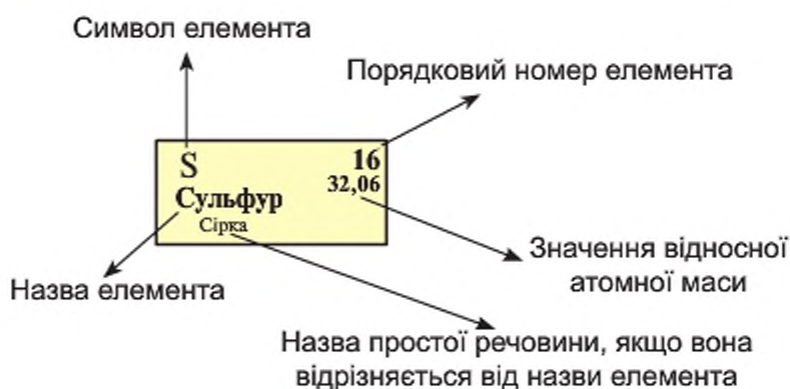 Символ елемента
Порядковий номер елемента
S 16
32,06
Сульфур
Сірка
Значення відносної
атомної маси
Назва елемента
Назва простої речовини, якщо вона
відрізняється від назви елемента